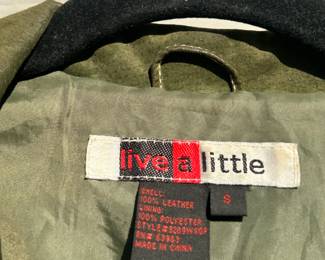 live a little
S
SHELL:
100% LEATHER
LINING:
100% POLYESTER
MADE IN CHINA